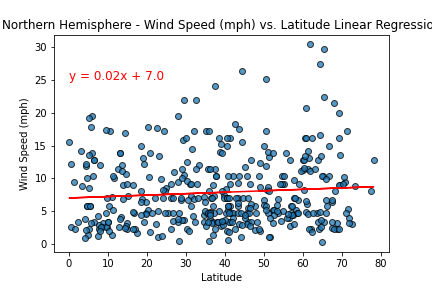 Northern Hemisphere - Wind Speed (mph) vs. Latitude Linear Regressio
30
25
20
15
10
5
0
y = 0.02x + 7.0
Wind Speed (mph)
0 10 20 30 40 50 60 70 80
Latitude